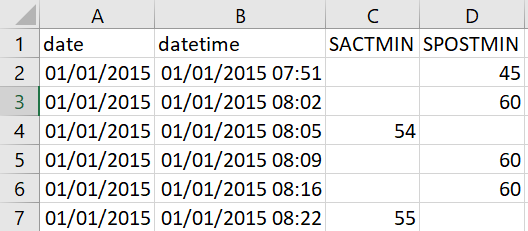 A B C D
1 date datetime SACTMIN SPOSTMIN
2 01/01/2015 01/01/2015 07:51 45
3 01/01/2015 01/01/2015 08:02 60
4 01/01/2015 01/01/2015 08:05 54
5 01/01/2015 01/01/2015 08:09 60
6 01/01/2015 01/01/2015 08:16 60
7 01/01/2015 01/01/2015 08:22 55